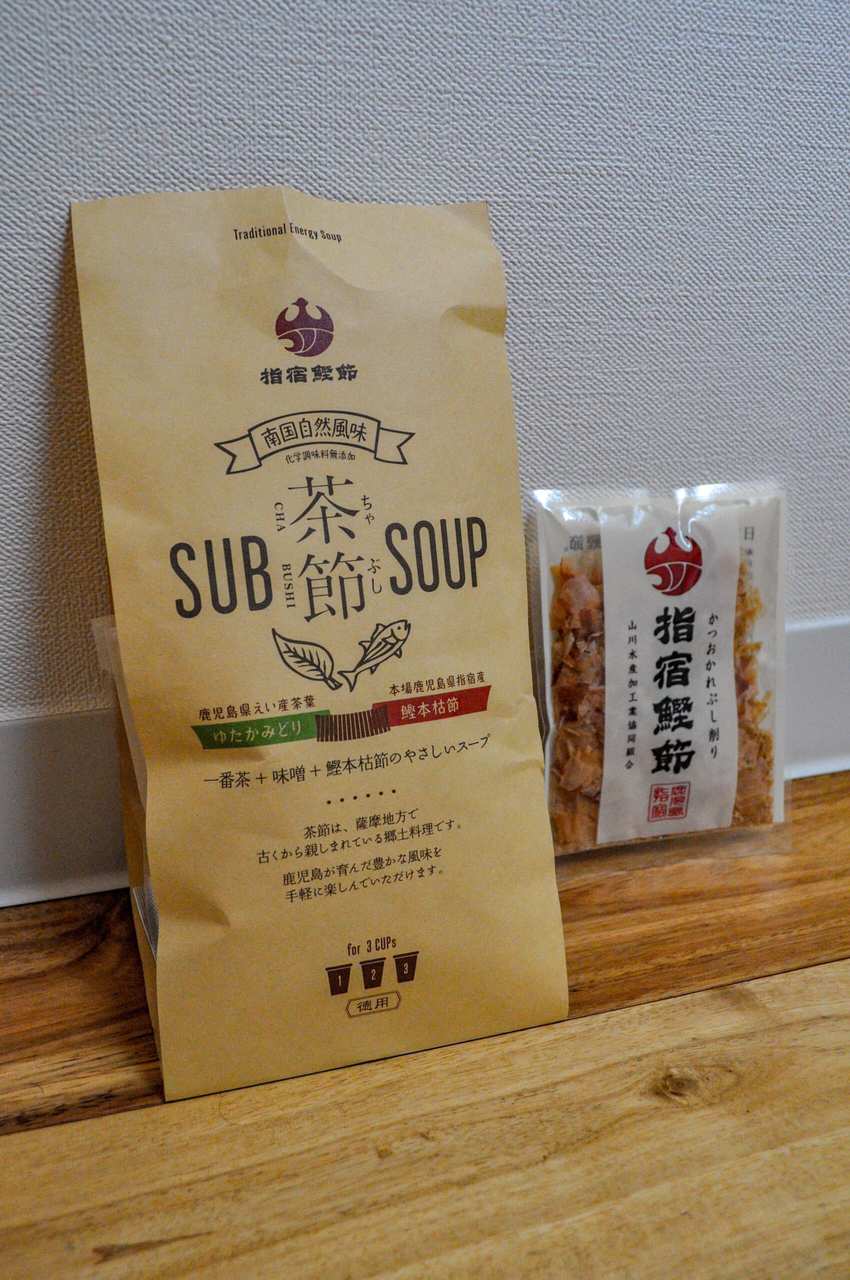 Traditional Energy Soup
指宿鰹節
南国自然風味
化学調味料無添加
茶節
ちゃ ぶし
CHA BUSHI
SUB SOUP
鹿児島県えい産茶葉
ゆたかみどり
本場鹿児島県指宿産
鰹本枯節
一番茶+味噌+鰹本枯節のやさしいスープ
茶節は、薩摩地方で
古くから親しまれている郷土料理です。
鹿児島が育んだ豊かな風味を
手軽に楽しんでいただけます。
for 3 CUPs
1 2 3
徳用
かつおかれぶし削り
指宿鰹節
山川水産加工業協同組合
日